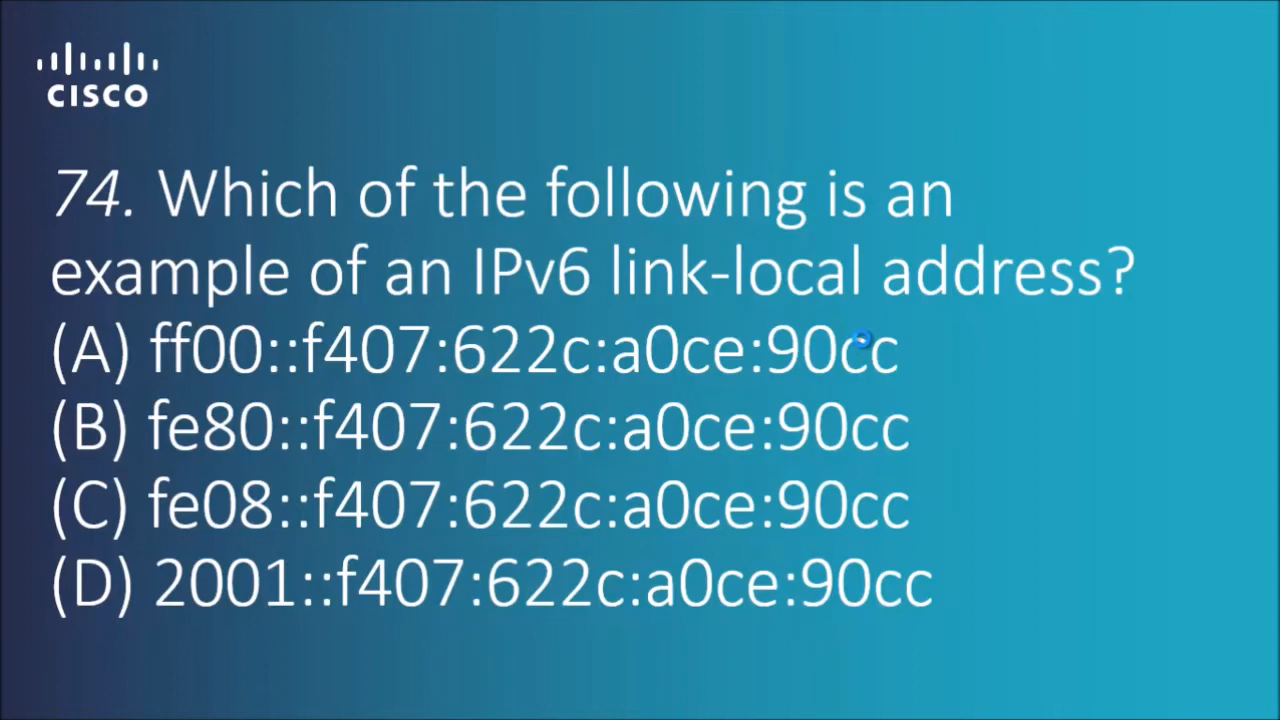 CISCO
74. Which of the following is an
example of an IPv6 link-local address?
(A) ff00::f407:622c:a0ce:90cc
(B) fe80::f407:622c:a0ce:90cc
(C) fe08::f407:622c:a0ce:90cc
(D) 2001::f407:622c:a0ce:90cc